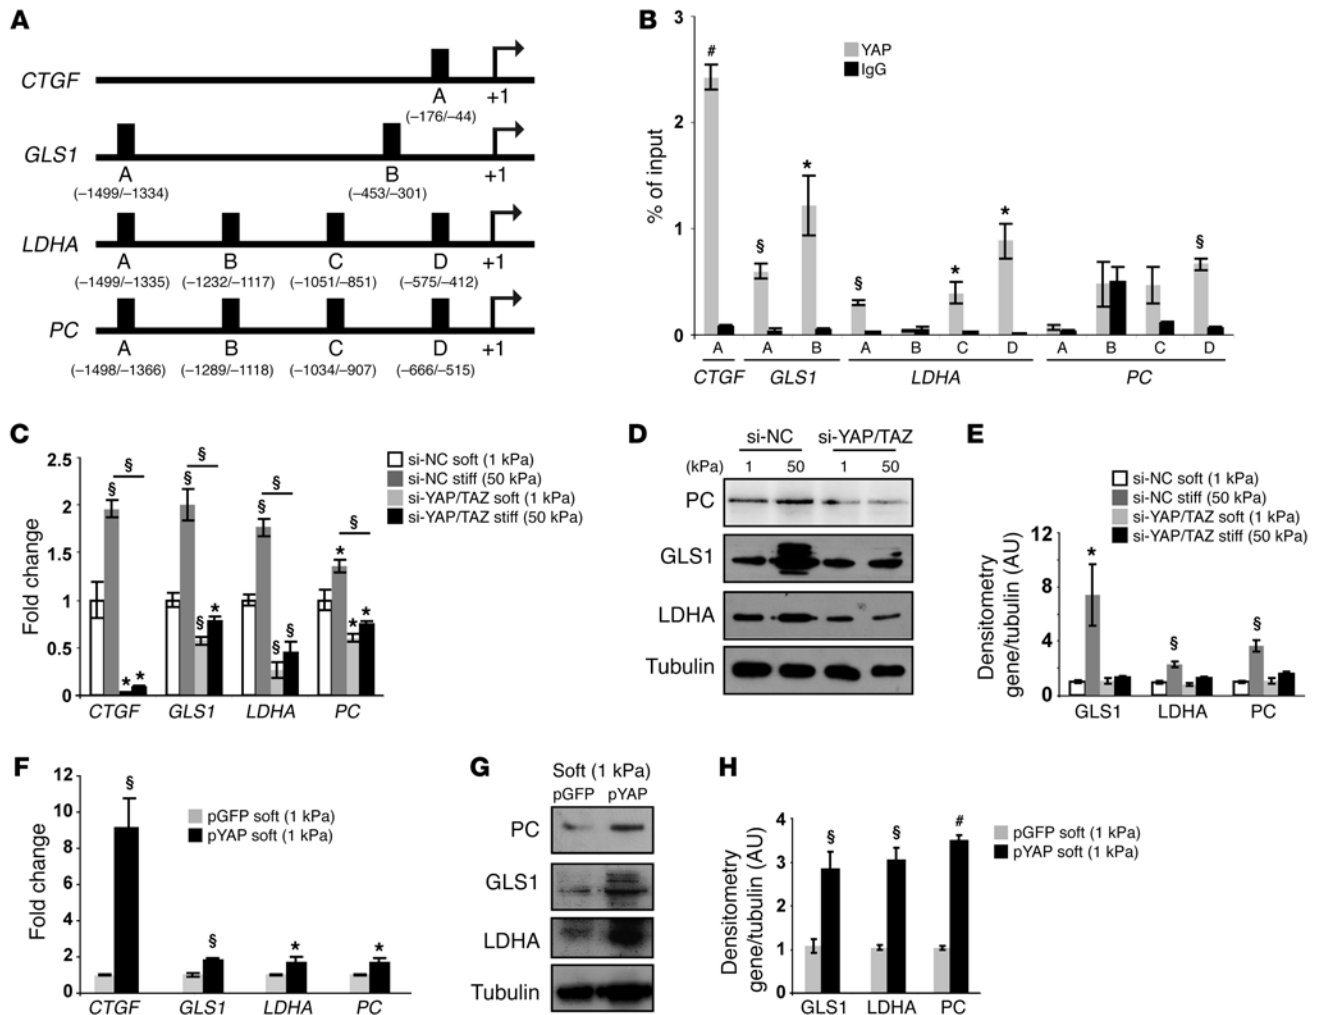 A
CTGF
A
+1
(–176/–44)
GLS1
A
B
+1
(–1499/–1334)
(–453/–301)
LDHA
A
B
C
D
+1
(–1499/–1335)
(–1232/–1117)
(–1051/–851)
(–575/–412)
PC
A
B
C
D
+1
(–1498/–1366)
(–1289/–1118)
(–1034/–907)
(–666/–515)
B
% of input
3
2
1
0
YAP
IgG
#
§
*
§
*
*
§
A
A
B
A
B
C
D
A
B
C
D
CTGF
GLS1
LDHA
PC
C
Fold change
2.5
2
1.5
1
0.5
0
si-NC soft (1 kPa)
si-NC stiff (50 kPa)
si-YAP/TAZ soft (1 kPa)
si-YAP/TAZ stiff (50 kPa)
§
§
§
§
§
§
§
*
* *
§ *
§ §
* *
CTGF
GLS1
LDHA
PC
D
si-NC
si-YAP/TAZ
(kPa)
1
50
1
50
PC
GLS1
LDHA
Tubulin
E
si-NC soft (1 kPa)
si-NC stiff (50 kPa)
si-YAP/TAZ soft (1 kPa)
si-YAP/TAZ stiff (50 kPa)
Densitometry
gene/tubulin (AU)
12
8
4
0
*
§
§
GLS1
LDHA
PC
F
Fold change
12
10
8
6
4
2
0
pGFP soft (1 kPa)
pYAP soft (1 kPa)
§
§
*
*
CTGF
GLS1
LDHA
PC
G
Soft (1 kPa)
pGFP pYAP
PC
GLS1
LDHA
Tubulin
H
Densitometry
gene/tubulin (AU)
4
3
2
1
0
§
§
#
pGFP soft (1 kPa)
pYAP soft (1 kPa)
GLS1
LDHA
PC